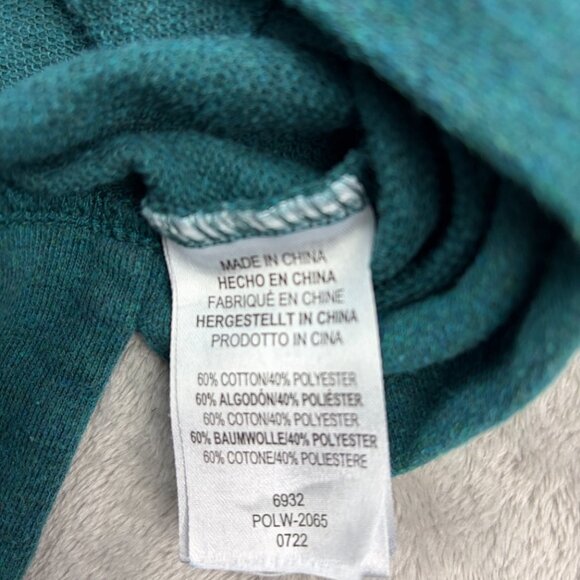 MADE IN CHINA
HECHO EN CHINA
FABRIQUÉ EN CHINE
HERGESTELLT IN CHINA
PRODOTTO IN CINA
60% COTTON/40% POLYESTER
60% ALGODÓN/40% POLIÉSTER
60% COTON/40% POLYESTER
60% BAUMWOLLE/40% POLYESTER
60% COTONE/40% POLIESTERE
6932
POLW-2065
0722